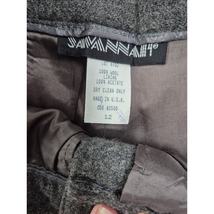 SAVANNAH
100% WOOL
LINING
100% ACETATE
DRY CLEAN ONLY
MADE IN U.S.A.
12